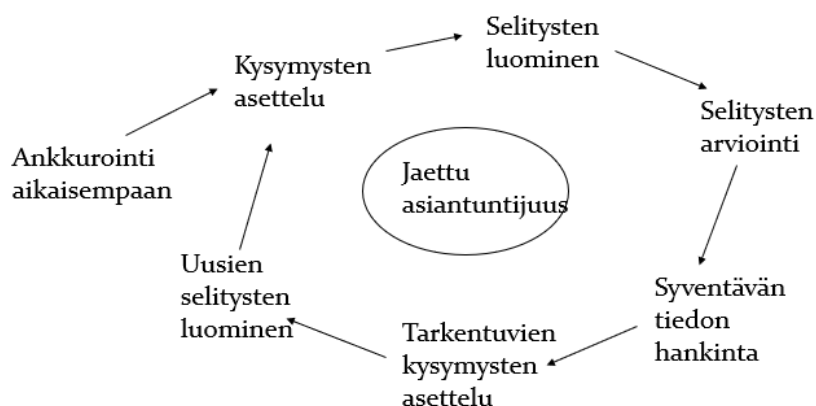 Ankkurointi
aikaisempaan
Kysymysten
asettelu
Selitysten
luominen
Selitysten
arviointi
Syventävän
tiedon
hankinta
Tarkentuvien
kysymysten
asettelu
Uusien
selitysten
luominen
Jaettu
asiantuntijuus